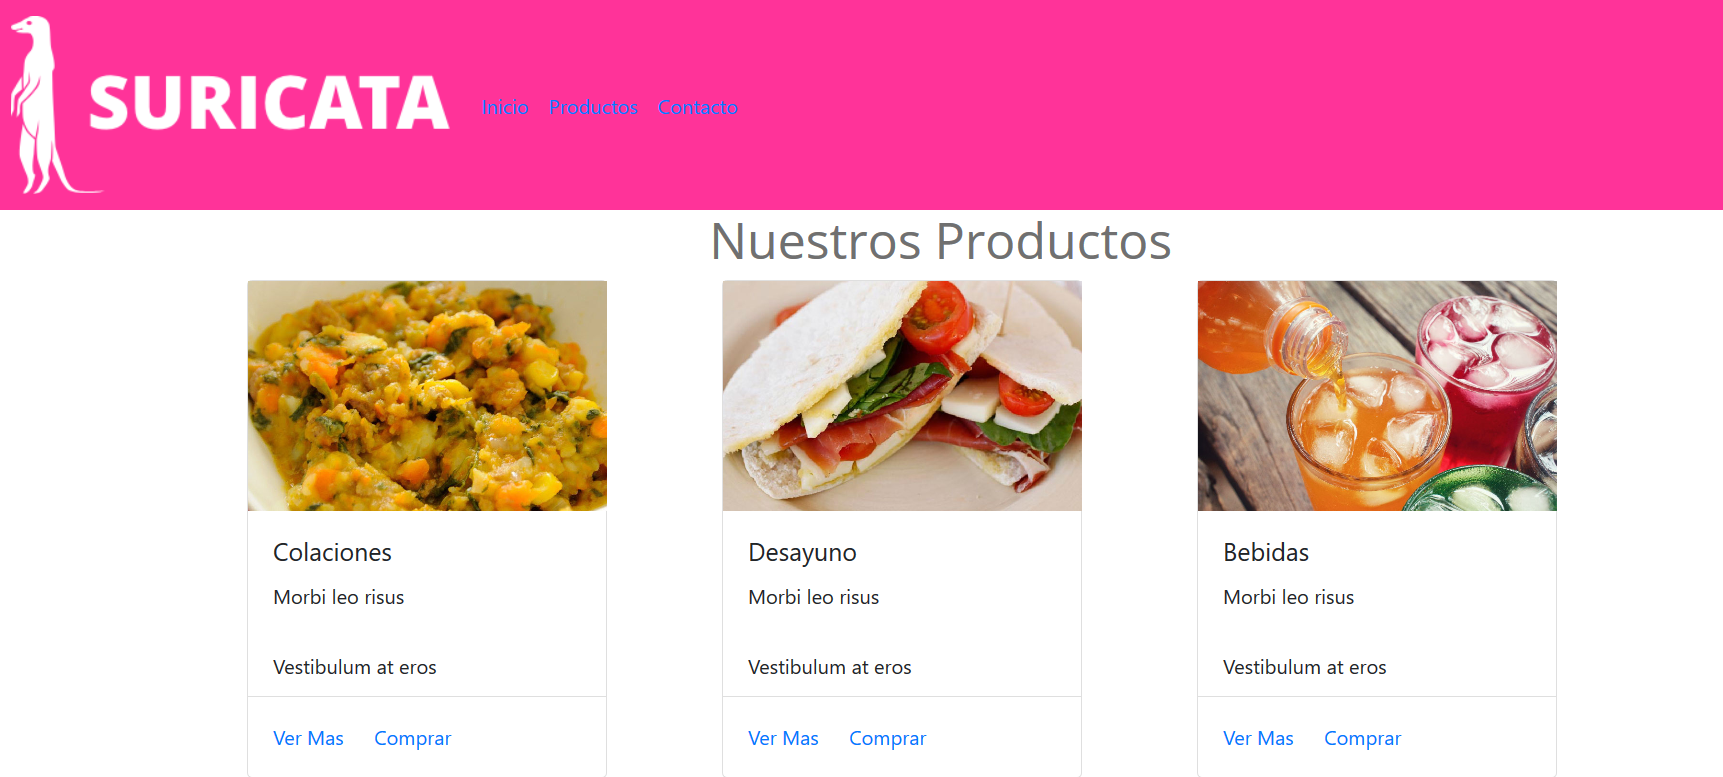 SURICATA
Inicio Productos Contacto
Nuestros Productos
Colaciones
Morbi leo risus
Vestibulum at eros
Ver Mas Comprar
Desayuno
Morbi leo risus
Vestibulum at eros
Ver Mas Comprar
Bebidas
Morbi leo risus
Vestibulum at eros
Ver Mas Comprar